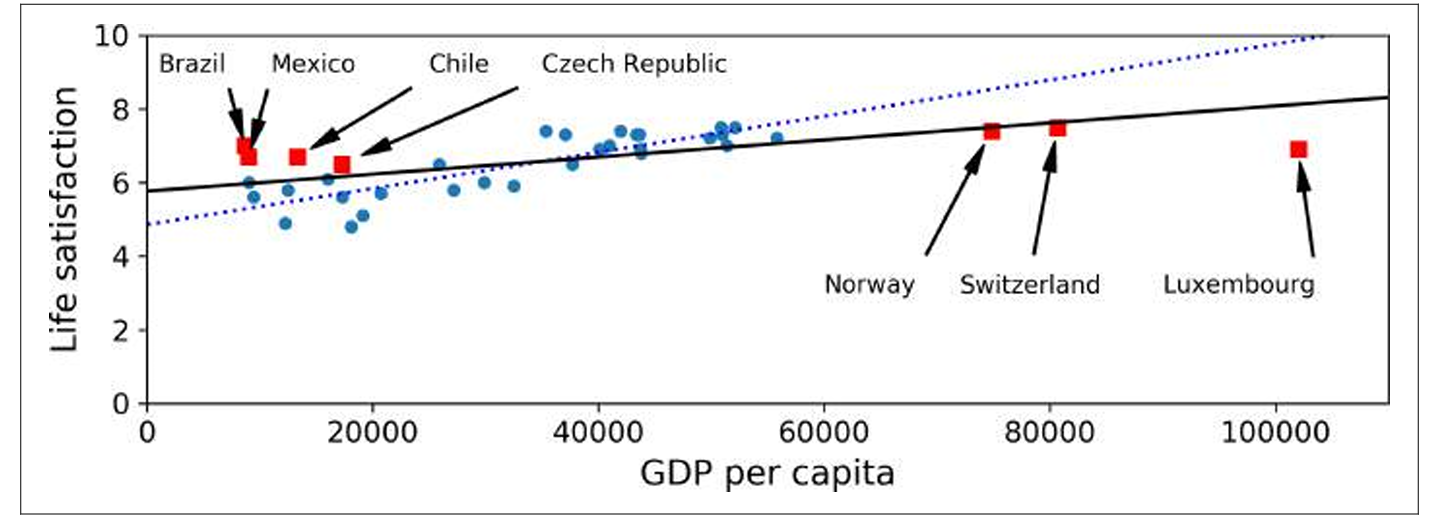 10
Brazil Mexico Chile Czech Republic
8
6
4
Norway Switzerland Luxembourg
2
0
0 20000 40000 60000 80000 100000
GDP per capita
Life satisfaction